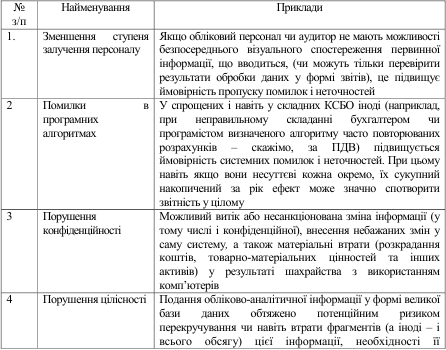 № Найменування Приклади
з/п
1. Зменшення ступеня Якщо обліковий персонал чи аудитор не мають можливості
залучення персоналу безпосереднього візуального спостереження первинної
інформації, що вводиться, (чи можуть тільки перевірити
результати обробки даних у формі звітів), це підвищує
ймовірність пропуску помилок і неточностей
2 Помилки в У спрощених і навіть у складних КСБО іноді (наприклад,
програмних при неправильному складанні бухгалтером чи
алгоритмах програмістом визначеного алгоритму часто повторюваних
розрахунків – скажімо, за ПДВ) підвищується
ймовірність системних помилок і неточностей. При цьому
навіть якщо вони несуттєві кожна окремо, їх сукупний
накопичений за рік ефект може значно спотворити
звітність у цілому
3 Порушення Можливий витік або несанкціонована зміна інформації (у
конфіденційності тому числі і конфіденційної), внесення небажаних змін у
саму систему, а також матеріальні втрати (розкрадання
коштів, товарно-матеріальних цінностей та інших
активів) у результаті шахрайства з використанням
комп’ютерів
4 Порушення цілісності Подання обліково-аналітичної інформації у формі великої
бази даних обтяжено потенційним ризиком
перекручування чи навіть втрати фрагментів (а іноді – і
всього обсягу) цієї інформації, необхідності її